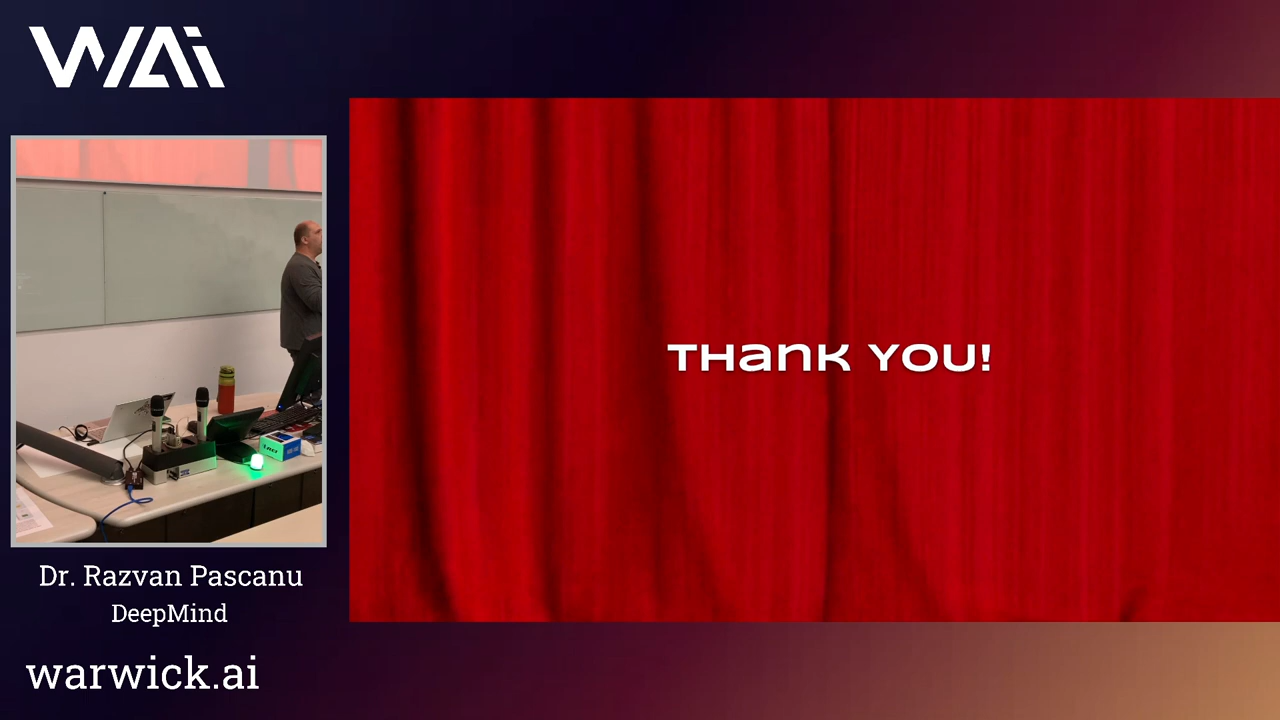 WAi
THANK YOU!
Dr. Razvan Pascanu
DeepMind
warwick.ai